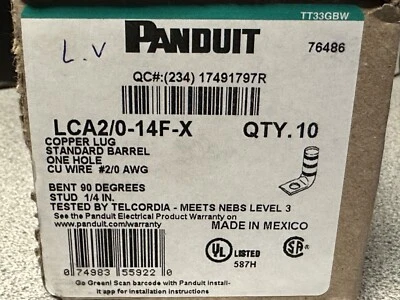 TT33GBW
L.V
PANDUIT
76486
QC#:(234) 17491797R
LCA2/0-14F-X QTY.10
COPPER LUG
STANDARD BARREL
ONE HOLE
CU WIRE #2/0 AWG
BENT 90 DEGREES
STUD 1/4 IN.
TESTED BY TELCORDIA - MEETS NEBS LEVEL 3
See the Panduit Electrical Product Warranty on
www.panduit.com/warranty
MADE IN MEXICO
UL LISTED
587H
SA
0 74983 55922 0
Go Green! Scan barcode with Panduit install-
it app for installation instructions